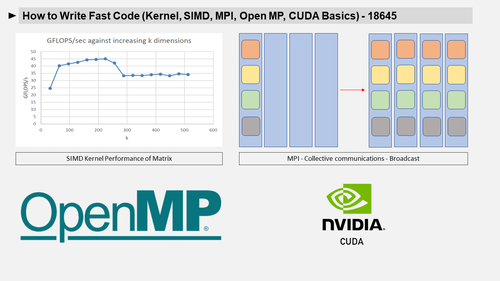 ► How to Write Fast Code (Kernel, SIMD, MPI, Open MP, CUDA Basics) - 18645
GFLOPS/sec against increasing k dimensions
50
45
40
35
30
25
20
15
10
5
0
GFLOPS/s
0 100 200 300 400 500 600
k
SIMD Kernel Performance of Matrix
MPI - Collective communications - Broadcast
OpenMP®
NVIDIA.
CUDA